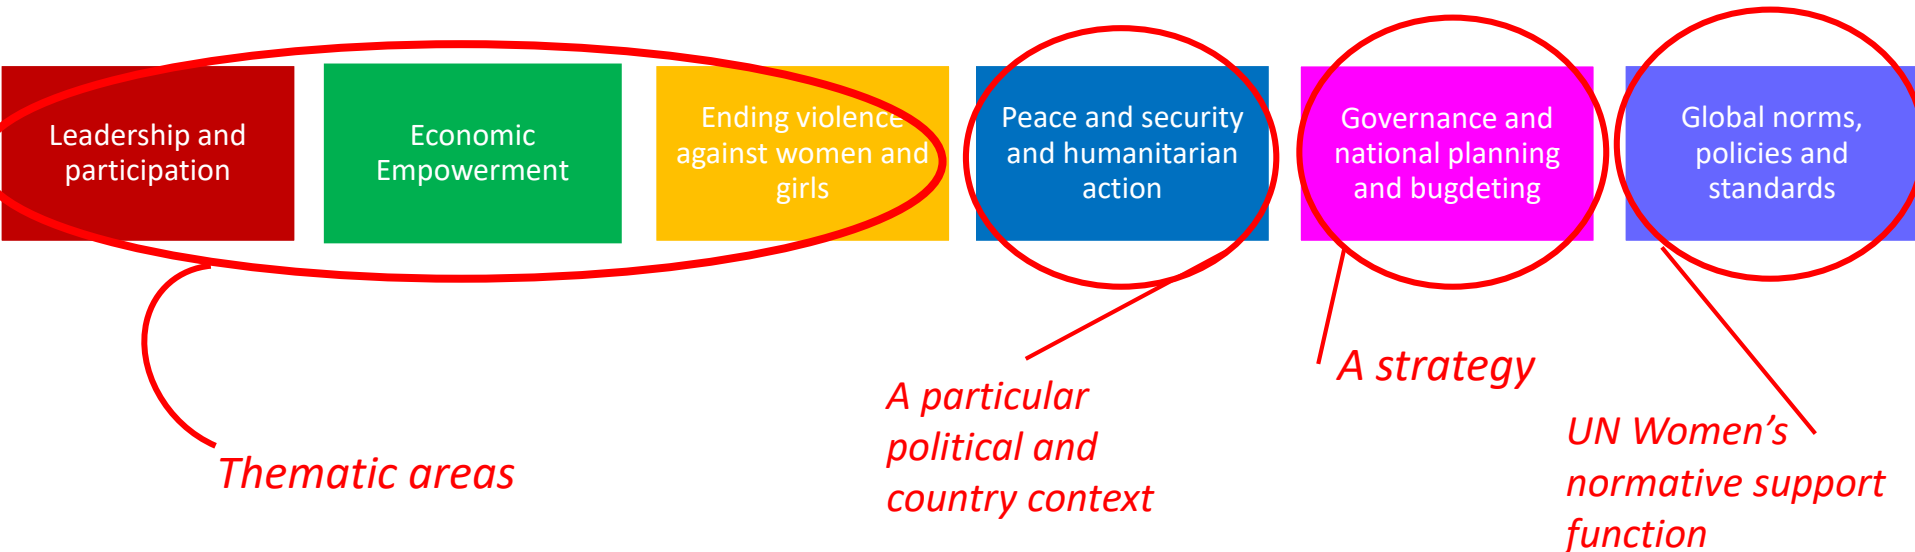 Leadership and
participation
Economic
Empowerment
Ending violence
against women and
girls
Peace and security
and humanitarian
action
Governance and
national planning
and bugdeting
Global norms,
policies and
standards
Thematic areas
A particular
political and
country context
A strategy
UN Women’s
normative support
function